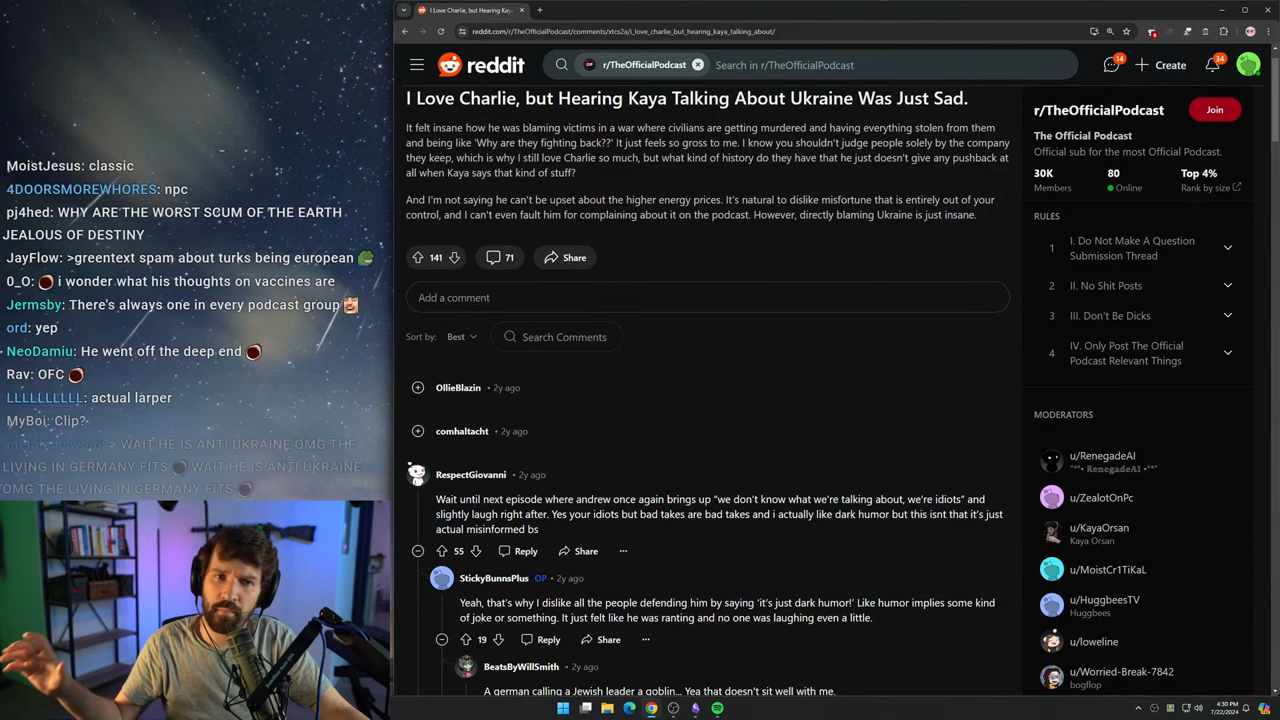 I Love Charlie, but Hearing Kaya
reddit.com/r/TheOfficialPodcast/comments/xtcs2a/i_love_charlie_but_hearing_kaya_talking_about/
reddit
r/TheOfficialPodcast
Search in r/TheOfficialPodcast
14
Create
34
I Love Charlie, but Hearing Kaya Talking About Ukraine Was Just Sad.
It felt insane how he was blaming victims in a war where civilians are getting murdered and having everything stolen from them
and being like 'Why are they fighting back??' It just feels so gross to me. I know you shouldn't judge people solely by the company
they keep, which is why I still love Charlie so much, but what kind of history do they have that he just doesn't give any pushback at
all when Kaya says that kind of stuff?
And I'm not saying he can't be upset about the higher energy prices. It's natural to dislike misfortune that is entirely out of your
control, and I can't even fault him for complaining about it on the podcast. However, directly blaming Ukraine is just insane.
141
71
Share
Add a comment
Sort by:
Best
Search Comments
OllieBlazin • 2y ago
comhaltacht • 2y ago
RespectGiovanni • 2y ago
Wait until next episode where andrew once again brings up "we don't know what we're talking about, we're idiots" and
slightly laugh right after. Yes your idiots but bad takes are bad takes and i actually like dark humor but this isnt that it's just
actual misinformed bs
55
Reply
Share
StickyBunnsPlus OP • 2y ago
Yeah, that's why I dislike all the people defending him by saying 'it's just dark humor!' Like humor implies some kind
of joke or something. It just felt like he was ranting and no one was laughing even a little.
19
Reply
Share
BeatsByWillSmith • 2y ago
A german calling a Jewish leader a goblin... Yea that doesn't sit well with me.
r/TheOfficialPodcast
Join
The Official Podcast
Official sub for the most Official Podcast.
30K
80
Top 4%
Members
Online
Rank by size
RULES
1
I. Do Not Make A Question
Submission Thread
2
II. No Shit Posts
3
III. Don't Be Dicks
4
IV. Only Post The Official
Podcast Relevant Things
MODERATORS
u/RenegadeAI
u/ZealotOnPc
u/KayaOrsan
Kaya Orsan
u/MoistCr1TiKaL
u/HuggbeesTV
Huggbees
u/loweline
u/Worried-Break-7842
bogflop
MoistJesus: classic
4DOORSMOREWHORES: npc
pj4hed: WHY ARE THE WORST SCUM OF THE EARTH
JEALOUS OF DESTINY
JayFlow: >greentext spam about turks being european
0_O: i wonder what his thoughts on vaccines are
Jermsby: There's always one in every podcast group
ord: yep
NeoDamiu: He went off the deep end
Rav: OFC
LLLLLLLLLL: actual larper
MyBoi: Clip?
> WAIT HE IS ANTI UKRAINE OMG THE
LIVING IN GERMANY FITS WAIT HE IS ANTI UKRAINE
OMG THE LIVING IN GERMANY FITS
4:30 PM
7/22/2024